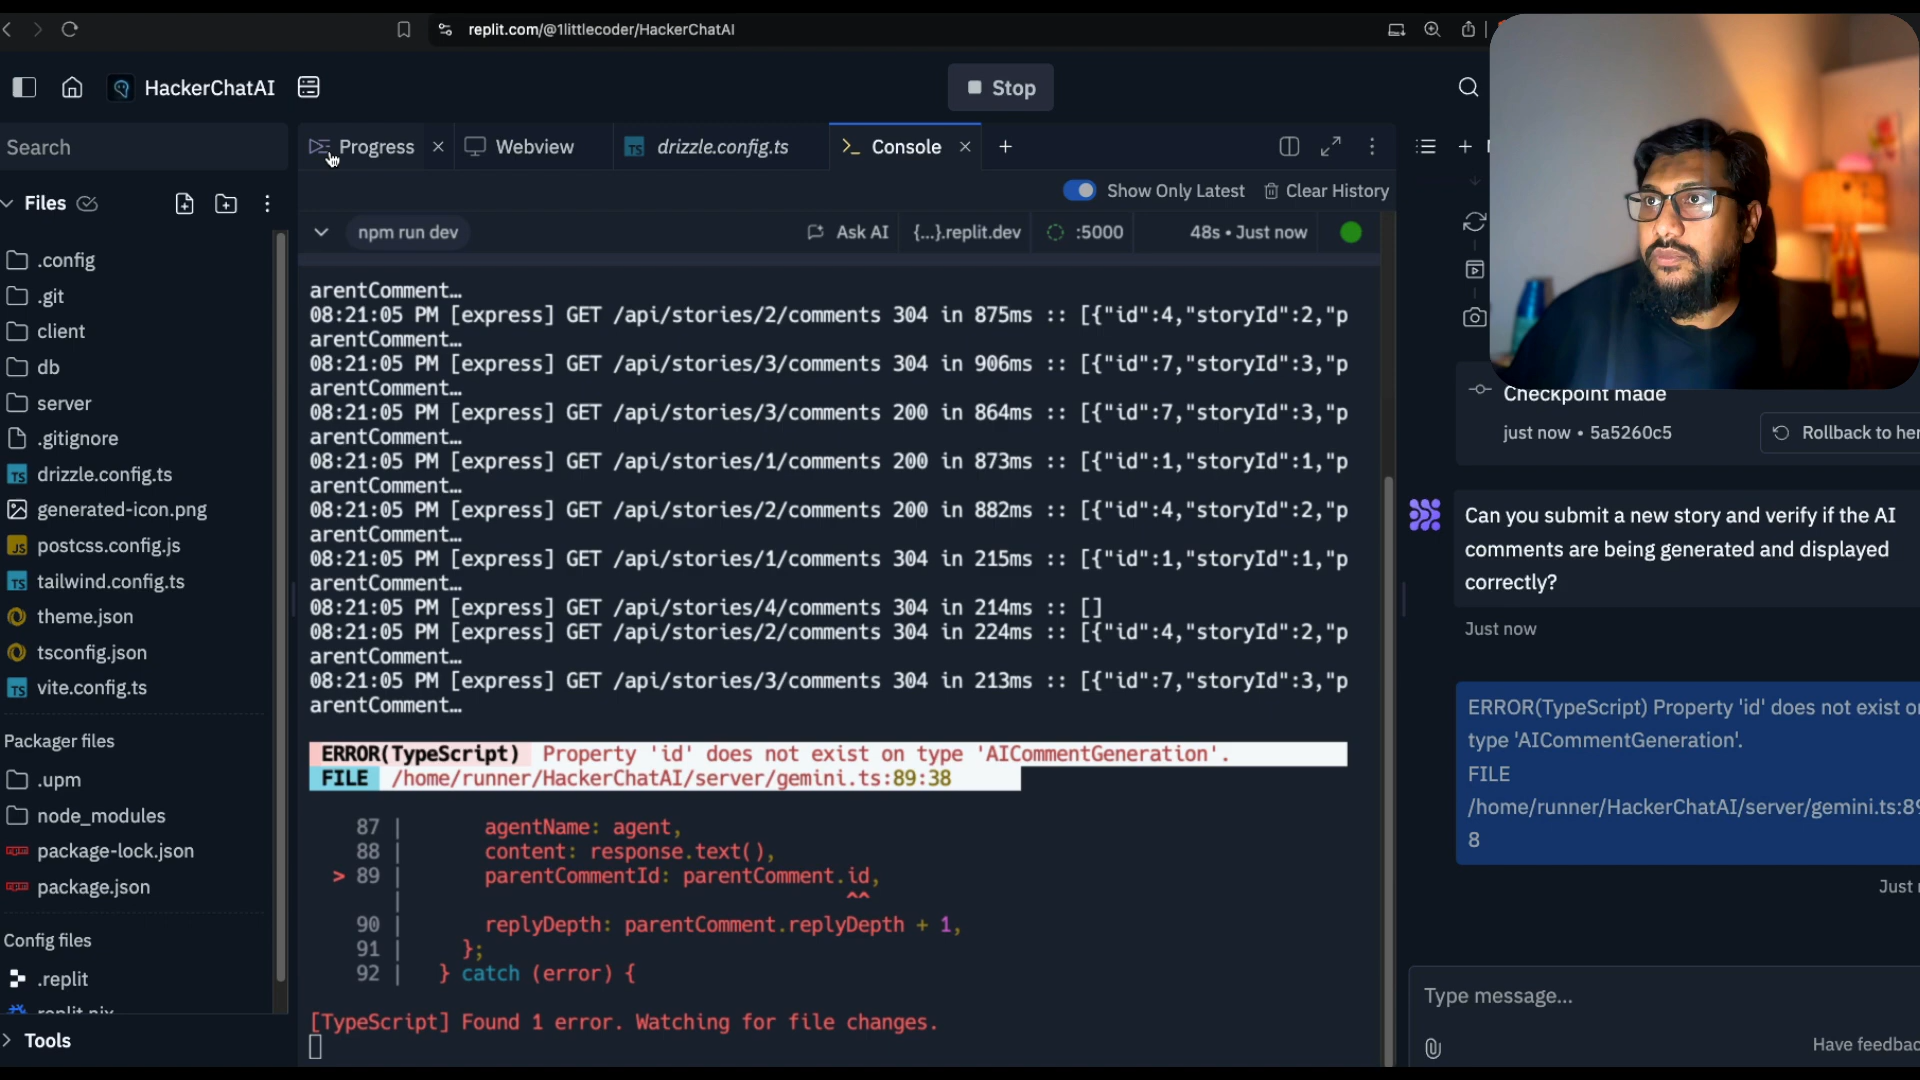 replit.com/@1littlecoder/HackerChatAI
HackerChatAI
Stop
Search
Progress
Webview
TS drizzle.config.ts
Console
Show Only Latest
Clear History
Files
npm run dev
Ask AI
{...}.replit.dev
:5000
48s • Just now
.config
.git
client
db
server
.gitignore
TS drizzle.config.ts
generated-icon.png
JS postcss.config.js
TS tailwind.config.ts
theme.json
tsconfig.json
TS vite.config.ts
Packager files
.upm
node_modules
package-lock.json
package.json
Config files
.replit
Tools
arentComment…
08:21:05 PM [express] GET /api/stories/2/comments 304 in 875ms :: [{"id":4,"storyId":2,"p
arentComment…
08:21:05 PM [express] GET /api/stories/3/comments 304 in 906ms :: [{"id":7,"storyId":3,"p
arentComment…
08:21:05 PM [express] GET /api/stories/3/comments 200 in 864ms :: [{"id":7,"storyId":3,"p
arentComment…
08:21:05 PM [express] GET /api/stories/1/comments 200 in 873ms :: [{"id":1,"storyId":1,"p
arentComment…
08:21:05 PM [express] GET /api/stories/2/comments 200 in 882ms :: [{"id":4,"storyId":2,"p
arentComment…
08:21:05 PM [express] GET /api/stories/1/comments 304 in 215ms :: [{"id":1,"storyId":1,"p
arentComment…
08:21:05 PM [express] GET /api/stories/4/comments 304 in 214ms :: []
08:21:05 PM [express] GET /api/stories/2/comments 304 in 224ms :: [{"id":4,"storyId":2,"p
arentComment…
08:21:05 PM [express] GET /api/stories/3/comments 304 in 213ms :: [{"id":7,"storyId":3,"p
arentComment…
ERROR(TypeScript) Property 'id' does not exist on type 'AICommentGeneration'.
FILE /home/runner/HackerChatAI/server/gemini.ts:89:38
87 | agentName: agent,
88 | content: response.text(),
> 89 | parentCommentId: parentComment.id,
| ^^
90 | replyDepth: parentComment.replyDepth + 1,
91 | };
92 | } catch (error) {
[TypeScript] Found 1 error. Watching for file changes.
Checkpoint made
just now • 5a5260c5
Rollback to her
Can you submit a new story and verify if the AI
comments are being generated and displayed
correctly?
Just now
ERROR(TypeScript) Property 'id' does not exist
type 'AICommentGeneration'.
FILE
/home/runner/HackerChatAI/server/gemini.ts:8
8
Just
Type message...
Have feedbac